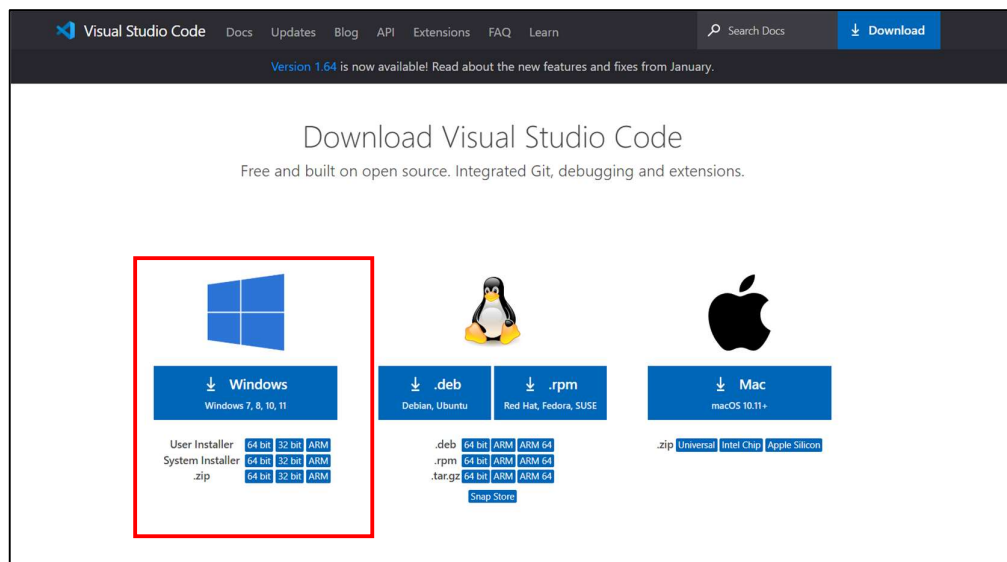 Visual Studio Code Docs Updates Blog API Extensions FAQ Learn Search Docs Download
Version 1.64 is now available! Read about the new features and fixes from January.
Download Visual Studio Code
Free and built on open source. Integrated Git, debugging and extensions.
Windows
Windows 7, 8, 10, 11
User Installer 64 bit 32 bit ARM
System Installer 64 bit 32 bit ARM
.zip 64 bit 32 bit ARM
.deb
Debian, Ubuntu
.rpm
Red Hat, Fedora, SUSE
.deb 64 bit ARM ARM 64
.rpm 64 bit ARM ARM 64
.tar.gz 64 bit ARM ARM 64
Snap Store
Mac
macOS 10.11+
.zip Universal Intel Chip Apple Silicon